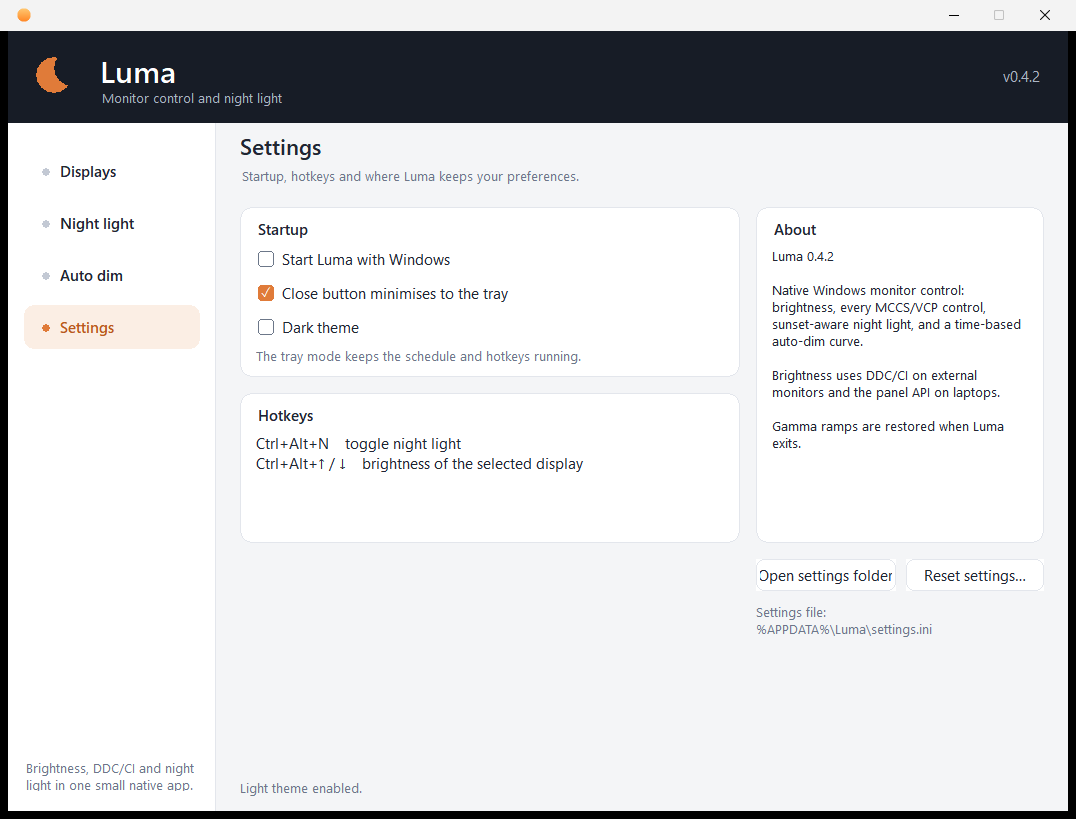 Luma
Monitor control and night light
v0.4.2
Displays
Night light
Auto dim
Settings
Brightness, DDC/CI and night
light in one small native app.
Settings
Startup, hotkeys and where Luma keeps your preferences.
Startup
Start Luma with Windows
Close button minimises to the tray
Dark theme
The tray mode keeps the schedule and hotkeys running.
Hotkeys
Ctrl+Alt+N toggle night light
Ctrl+Alt+↑ / ↓ brightness of the selected display
About
Luma 0.4.2
Native Windows monitor control:
brightness, every MCCS/VCP control,
sunset-aware night light, and a time-based
auto-dim curve.
Brightness uses DDC/CI on external
monitors and the panel API on laptops.
Gamma ramps are restored when Luma
exits.
Open settings folder
Reset settings...
Settings file:
%APPDATA%\Luma\settings.ini
Light theme enabled.